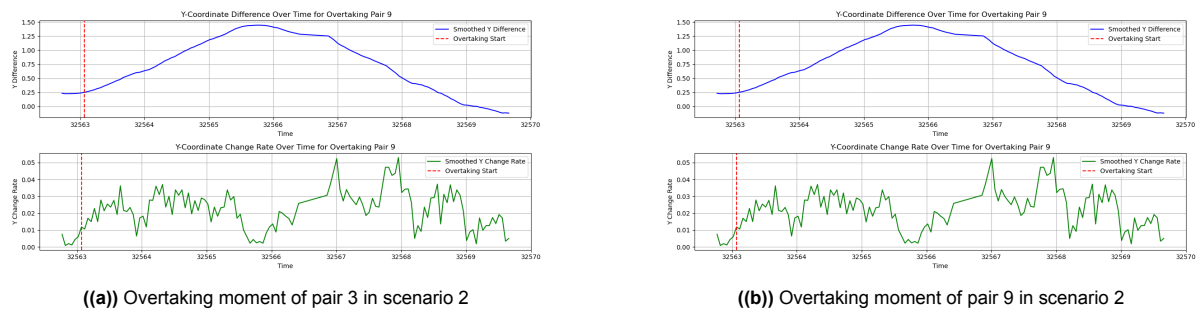 Y-Coordinate Difference Over Time for Overtaking Pair 9
Y Difference
1.50
1.25
1.00
0.75
0.50
0.25
0.00
Smoothed Y Difference
Overtaking Start
32563
32564
32565
32566
32567
32568
32569
32570
Time
Y-Coordinate Change Rate Over Time for Overtaking Pair 9
Y Change Rate
0.05
0.04
0.03
0.02
0.01
0.00
Smoothed Y Change Rate
Overtaking Start
32563
32564
32565
32566
32567
32568
32569
32570
Time
((a)) Overtaking moment of pair 3 in scenario 2
Y-Coordinate Difference Over Time for Overtaking Pair 9
Y Difference
1.50
1.25
1.00
0.75
0.50
0.25
0.00
Smoothed Y Difference
Overtaking Start
32563
32564
32565
32566
32567
32568
32569
32570
Time
Y-Coordinate Change Rate Over Time for Overtaking Pair 9
Y Change Rate
0.05
0.04
0.03
0.02
0.01
0.00
Smoothed Y Change Rate
Overtaking Start
32563
32564
32565
32566
32567
32568
32569
32570
Time
((b)) Overtaking moment of pair 9 in scenario 2